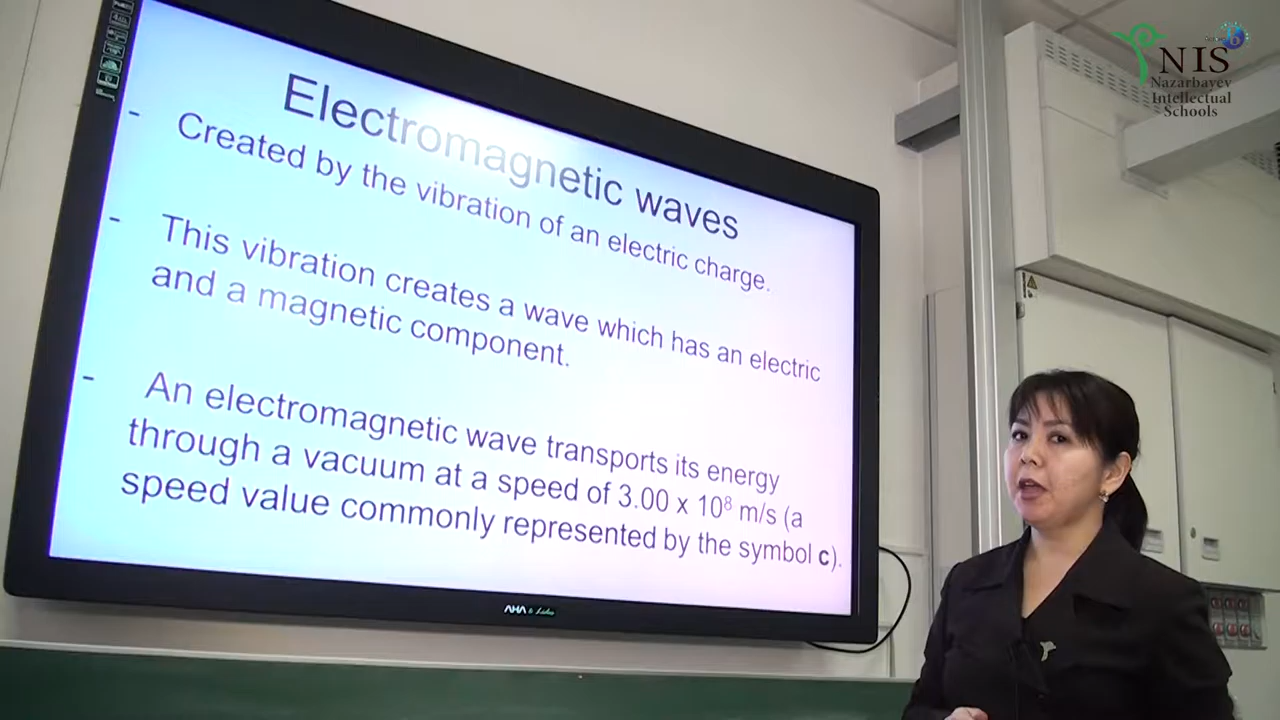 Electromagnetic waves
- Created by the vibration of an electric charge.
- This vibration creates a wave which has an electric
and a magnetic component.
- An electromagnetic wave transports its energy
through a vacuum at a speed of 3.00 x 10⁸ m/s (a
speed value commonly represented by the symbol c).
NIS
Nazarbayev
Intellectual
Schools